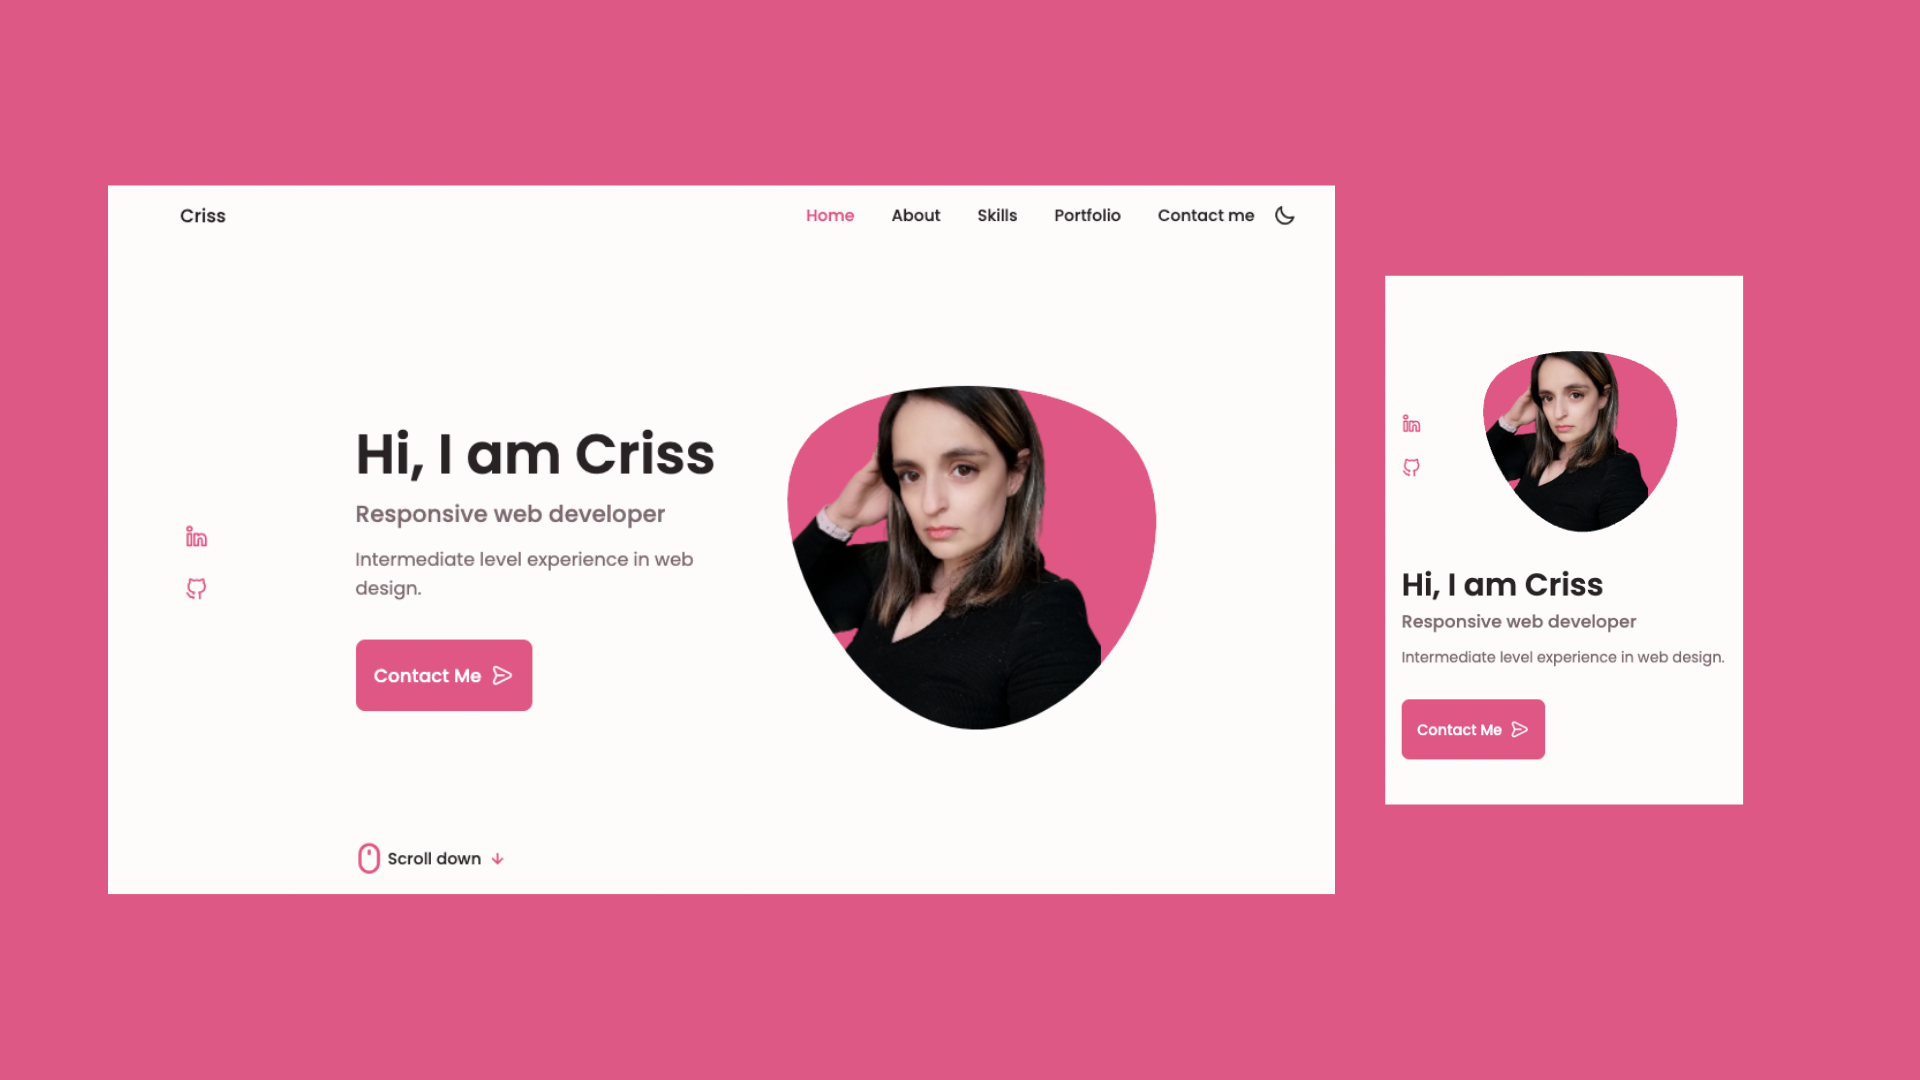 Criss
Home About Skills Portfolio Contact me
Hi, I am Criss
Responsive web developer
Intermediate level experience in web
design.
Contact Me
Scroll down
Hi, I am Criss
Responsive web developer
Intermediate level experience in web design.
Contact Me